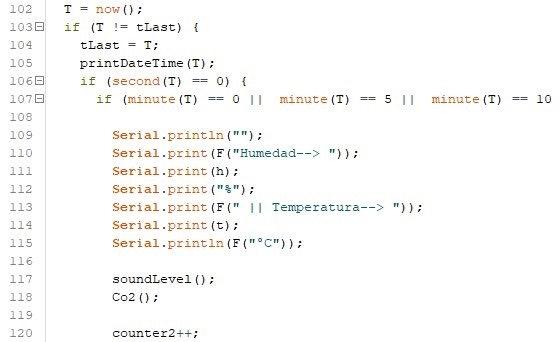 102 T = now();
103 if (T != tLast) {
104 tLast = T;
105 printDateTime(T);
106 if (second(T) == 0) {
107 if (minute(T) == 0 || minute(T) == 5 || minute(T) == 10
108
109 Serial.println("");
110 Serial.print(F("Humedad--> "));
111 Serial.print(h);
112 Serial.print("%");
113 Serial.print(F(" || Temperatura--> "));
114 Serial.print(t);
115 Serial.println(F("°C"));
116
117 soundLevel();
118 Co2();
119
120 counter2++;